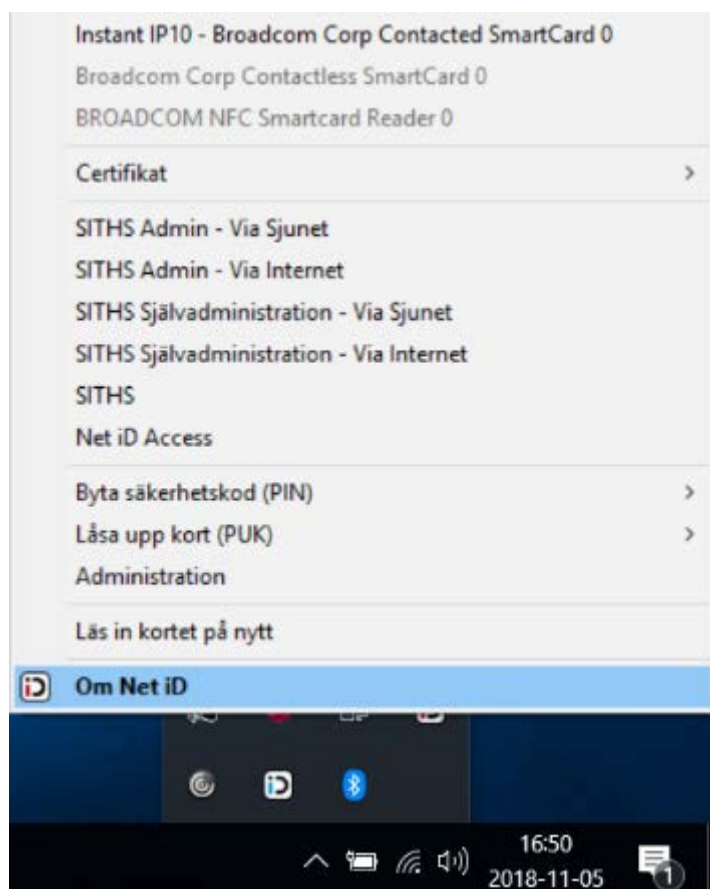 Instant IP10 - Broadcom Corp Contacted SmartCard 0
Broadcom Corp Contactless SmartCard 0
BROADCOM NFC Smartcard Reader 0
Certifikat
SITHS Admin - Via Sjunet
SITHS Admin - Via Internet
SITHS Självadministration - Via Sjunet
SITHS Självadministration - Via Internet
SITHS
Net iD Access
Byta säkerhetskod (PIN)
Låsa upp kort (PUK)
Administration
Läs in kortet på nytt
Om Net iD
16:50
2018-11-05
1